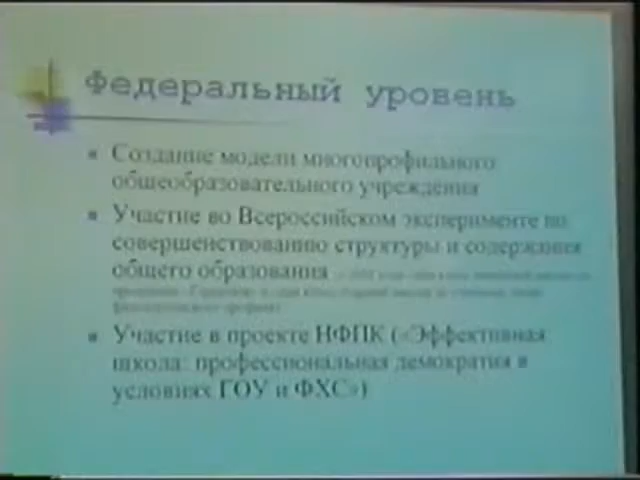 Федеральный уровень
Создание модели многопрофильного
общеобразовательного учреждения
Участие во Всероссийском эксперименте по
совершенствованию структуры и содержания
общего образования
Участие в проекте НФПК («Эффективная
школа: профессиональная демократия в
условиях ГОУ и ФХС»)